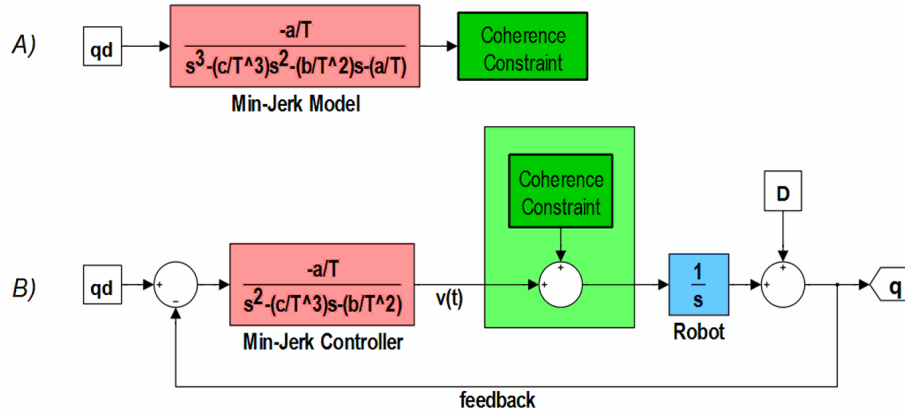 A)
qd
-a/T
s^3-(c/T^3)s^2-(b/T^2)s-(a/T)
Min-Jerk Model
Coherence
Constraint
B)
qd
+
−
-a/T
s^2-(c/T^3)s-(b/T^2)
Min-Jerk Controller
v(t)
Coherence
Constraint
+
+
1
s
Robot
D
+
+
q
feedback